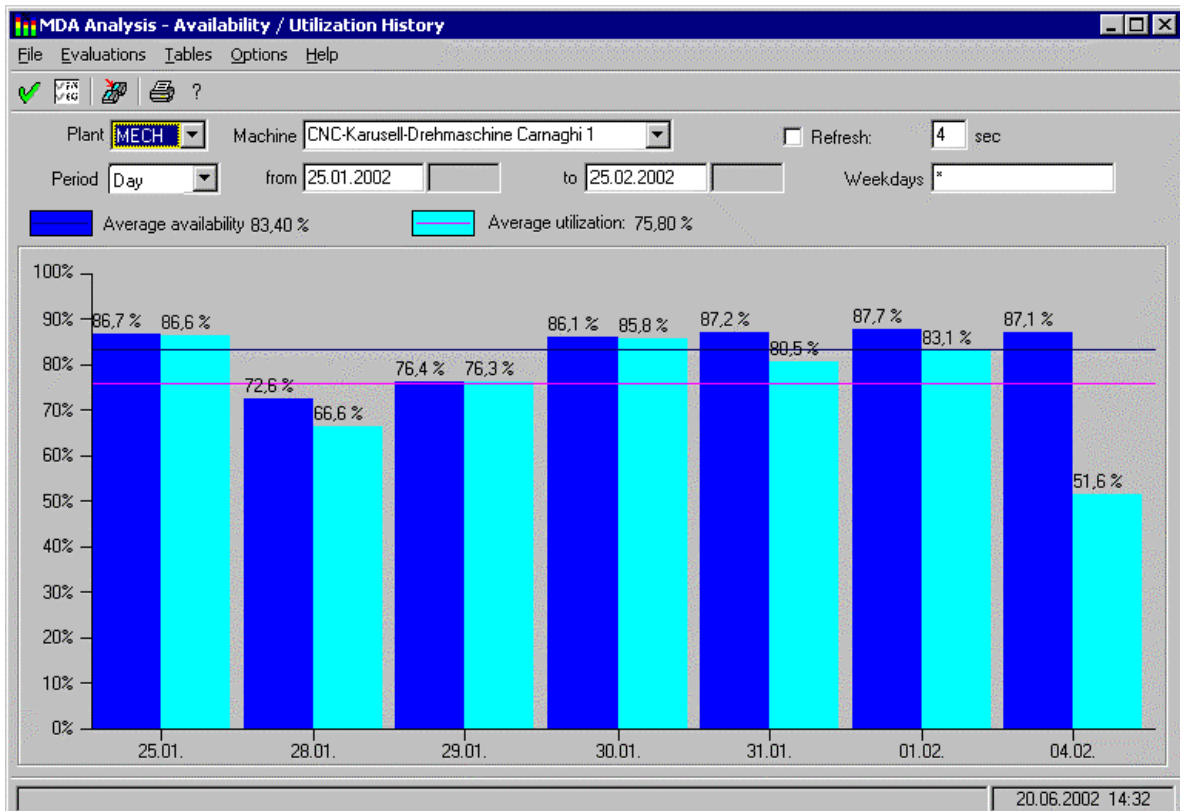 MDA Analysis - Availability / Utilization History
File Evaluations Tables Options Help
?
Plant MECH Machine CNC-Karusell-Drehmaschine Carnaghi 1 Refresh: 4 sec
Period Day from 25.01.2002 to 25.02.2002 Weekdays *
Average availability 83,40 % Average utilization: 75,80 %
100%
90%
80%
70%
60%
50%
40%
30%
20%
10%
0%
86,7 % 86,6 %
72,6 % 66,6 %
76,4 % 76,3 %
86,1 % 85,8 %
87,2 % 80,5 %
87,7 % 83,1 %
87,1 % 51,6 %
25.01. 28.01. 29.01. 30.01. 31.01. 01.02. 04.02.
20.06.2002 14:32